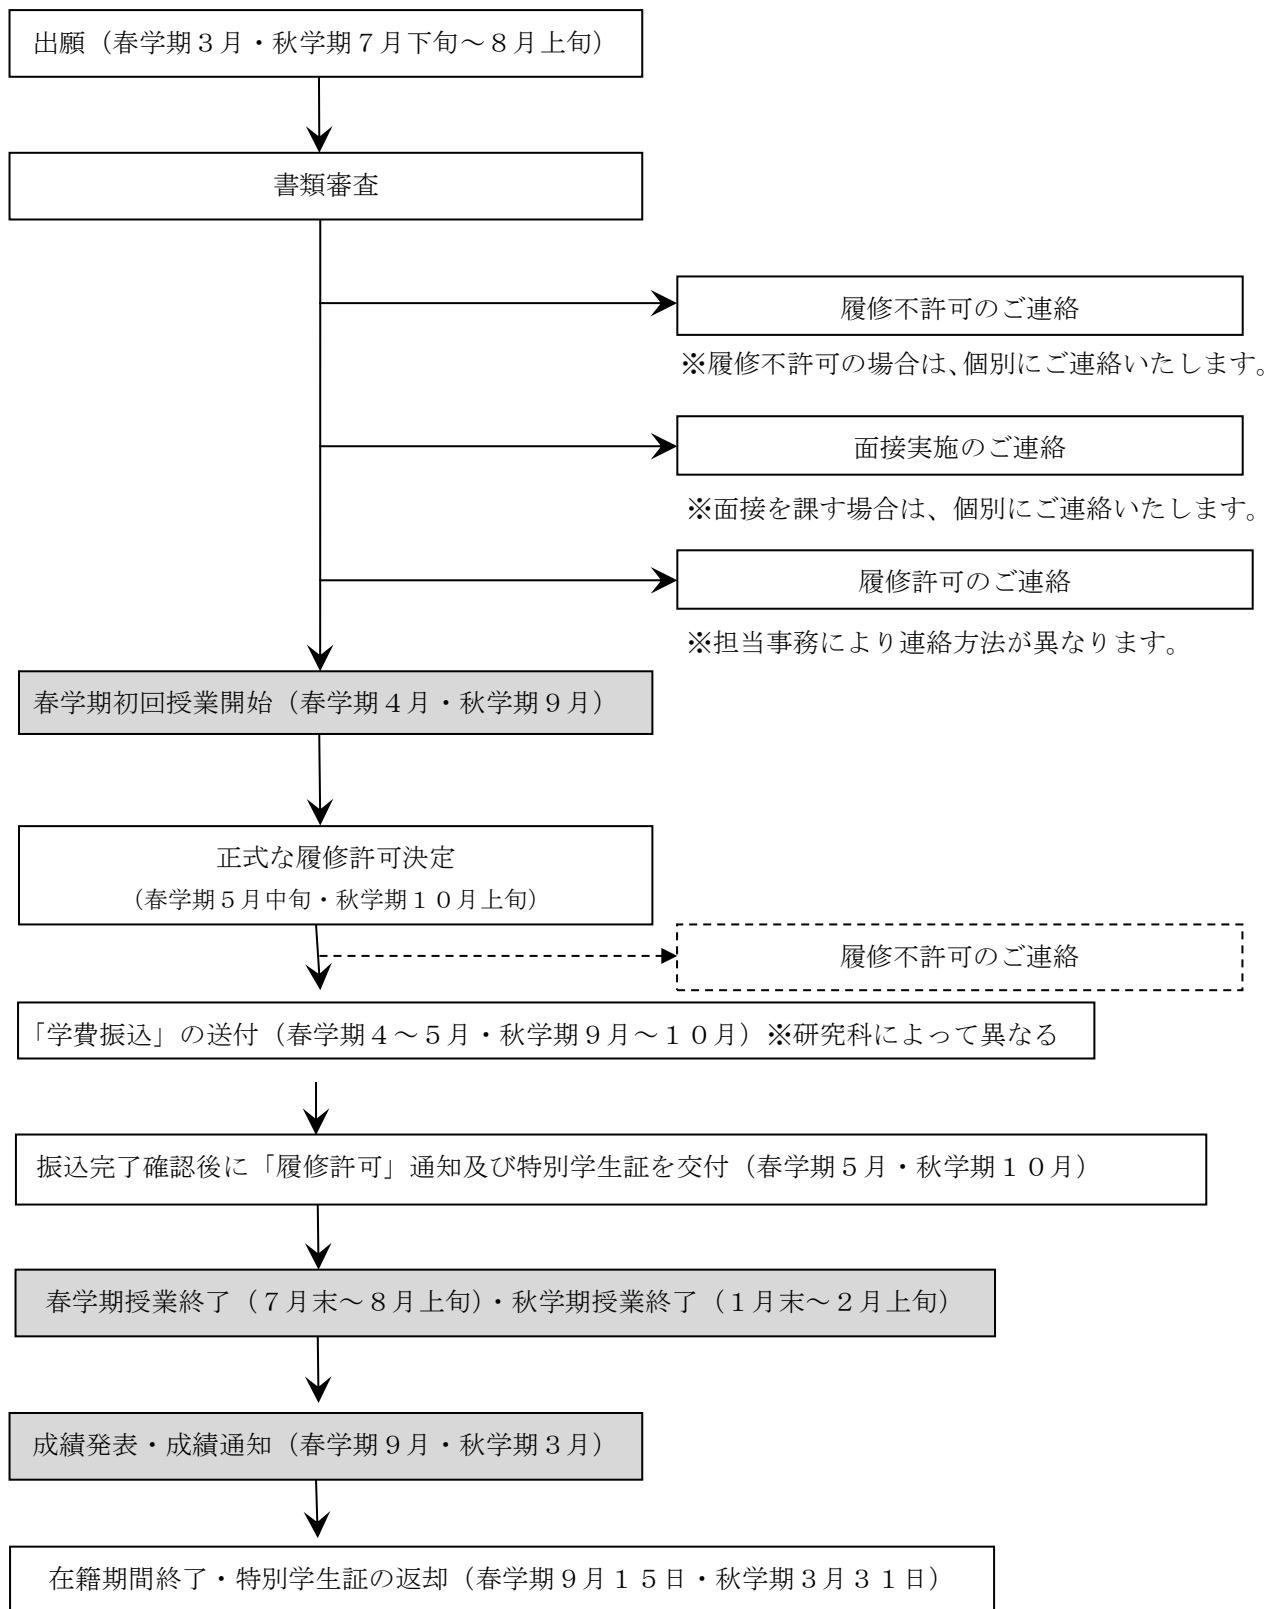 出願（春学期３月・秋学期７月下旬～８月上旬）
書類審査
履修不許可のご連絡
※履修不許可の場合は、個別にご連絡いたします。
面接実施のご連絡
※面接を課す場合は、個別にご連絡いたします。
履修許可のご連絡
※担当事務により連絡方法が異なります。
春学期初回授業開始（春学期４月・秋学期９月）
正式な履修許可決定
（春学期５月中旬・秋学期１０月上旬）
履修不許可のご連絡
「学費振込」の送付（春学期４～５月・秋学期９月～１０月）※研究科によって異なる
振込完了確認後に「履修許可」通知及び特別学生証を交付（春学期５月・秋学期１０月）
春学期授業終了（７月末～８月上旬）・秋学期授業終了（１月末～２月上旬）
成績発表・成績通知（春学期９月・秋学期３月）
在籍期間終了・特別学生証の返却（春学期９月１５日・秋学期３月３１日）